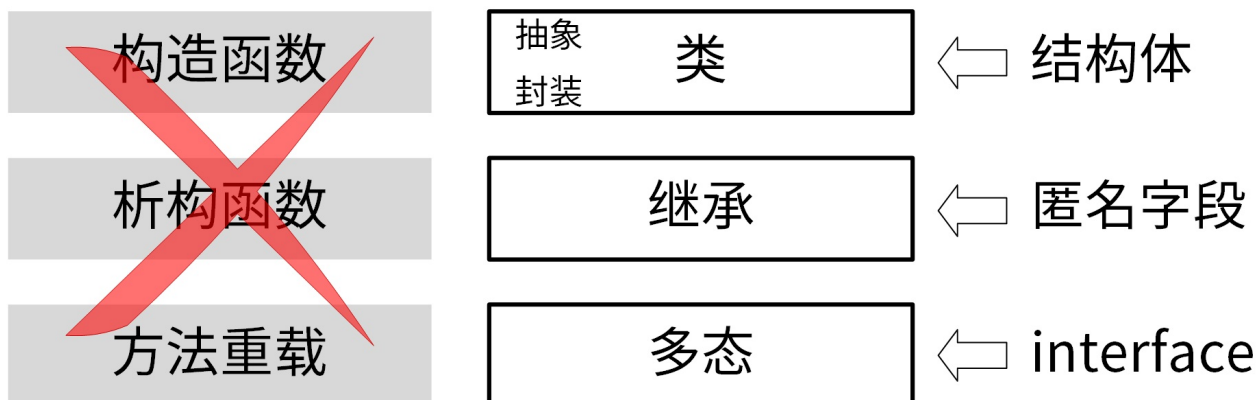 构造函数
抽象
类
封装
结构体
析构函数
继承
匿名字段
方法重载
多态
interface